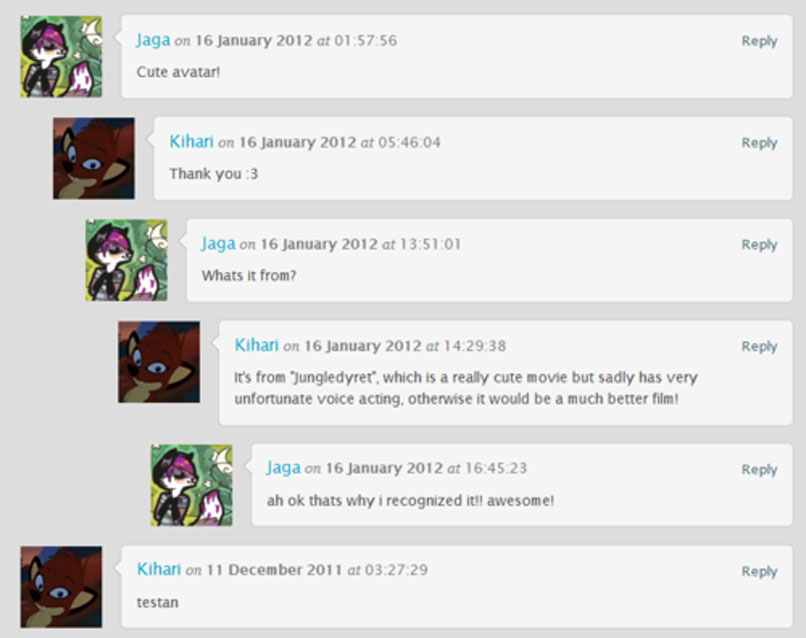 Jaga on 16 January 2012 at 01:57:56 Reply
Cute avatar!
Kihari on 16 January 2012 at 05:46:04 Reply
Thank you :3
Jaga on 16 January 2012 at 13:51:01 Reply
Whats it from?
Kihari on 16 January 2012 at 14:29:38 Reply
It's from "Jungledyret", which is a really cute movie but sadly has very
unfortunate voice acting, otherwise it would be a much better film!
Jaga on 16 January 2012 at 16:45:23 Reply
ah ok thats why i recognized it!! awesome!
Kihari on 11 December 2011 at 03:27:29 Reply
testan